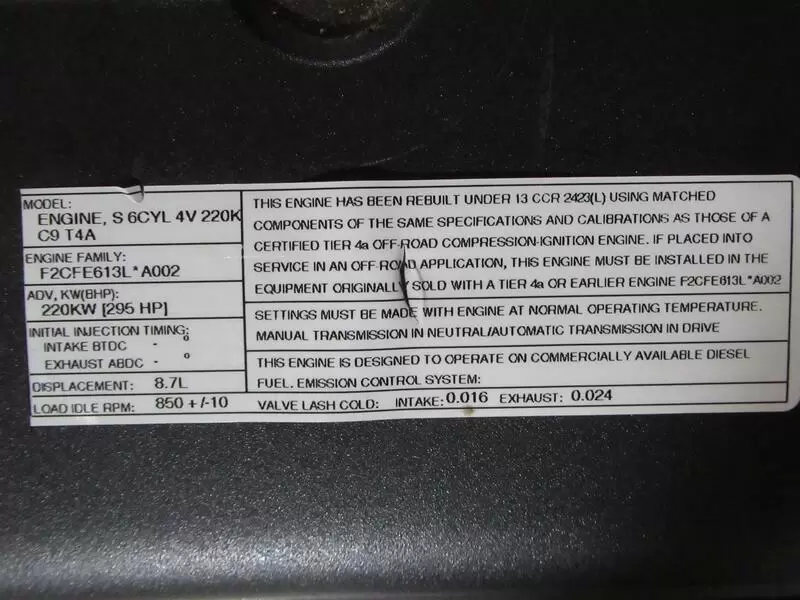 MODEL:
ENGINE, S 6CYL 4V 220K
C9 T4A
ENGINE FAMILY:
F2CFE613L*A002
ADV, KW(BHP):
220KW [295 HP]
INITIAL INJECTION TIMING:
INTAKE BTDC - °
EXHAUST ABDC - °
DISPLACEMENT: 8.7L
LOAD IDLE RPM: 850 +/-10
THIS ENGINE HAS BEEN REBUILT UNDER 13 CCR 2423(L) USING MATCHED
COMPONENTS OF THE SAME SPECIFICATIONS AND CALIBRATIONS AS THOSE OF A
CERTIFIED TIER 4a OFF-ROAD COMPRESSION-IGNITION ENGINE. IF PLACED INTO
SERVICE IN AN OFF-ROAD APPLICATION, THIS ENGINE MUST BE INSTALLED IN THE
EQUIPMENT ORIGINALLY SOLD WITH A TIER 4a OR EARLIER ENGINE F2CFE613L*A002
SETTINGS MUST BE MADE WITH ENGINE AT NORMAL OPERATING TEMPERATURE.
MANUAL TRANSMISSION IN NEUTRAL/AUTOMATIC TRANSMISSION IN DRIVE
THIS ENGINE IS DESIGNED TO OPERATE ON COMMERCIALLY AVAILABLE DIESEL
FUEL. EMISSION CONTROL SYSTEM:
VALVE LASH COLD: INTAKE: 0.016 EXHAUST: 0.024